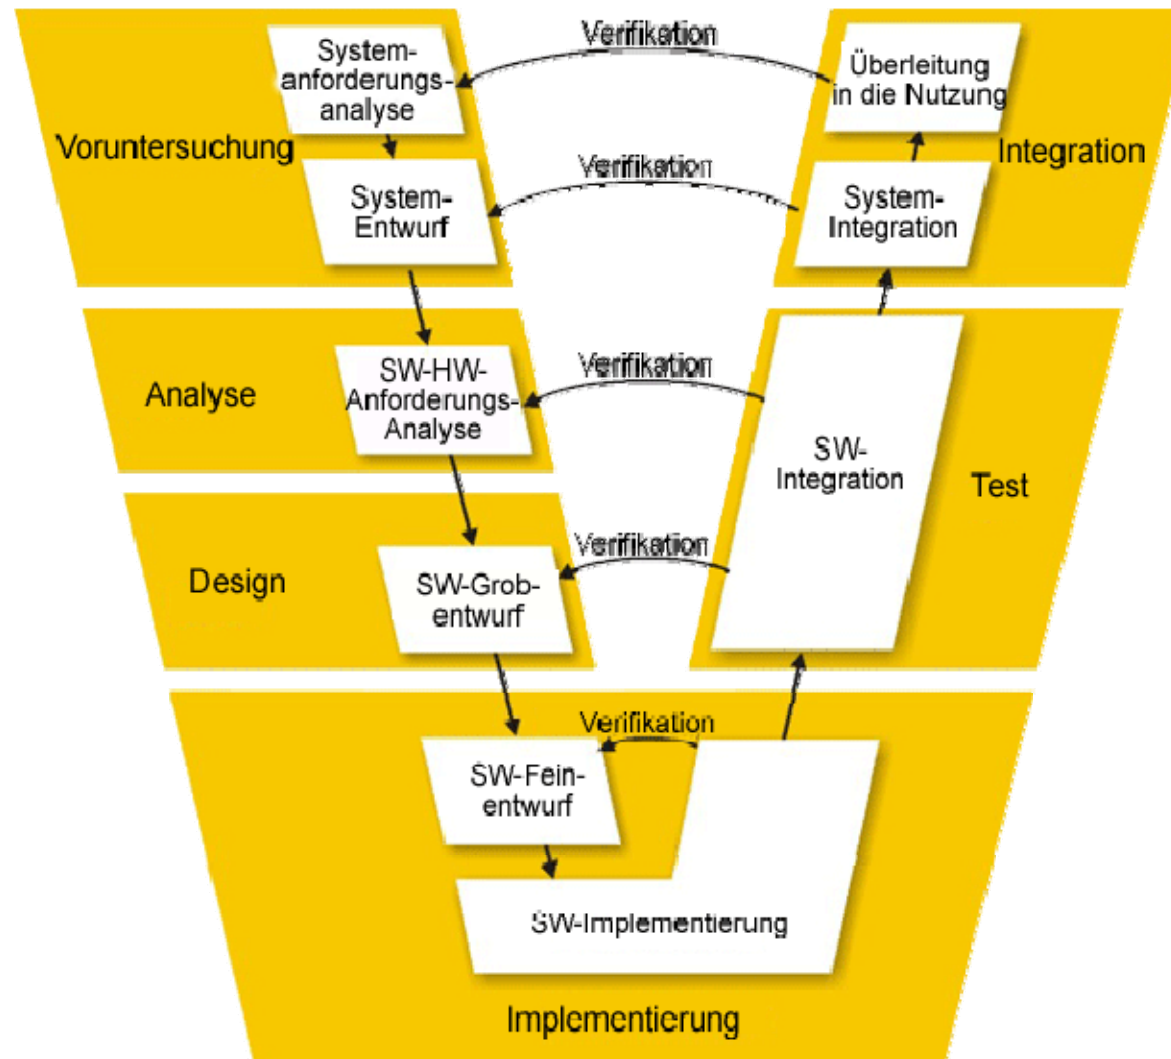 Voruntersuchung
System-
anforderungs-
analyse
System-
Entwurf
Verifikation
Verifikation
Überleitung
in die Nutzung
System-
Integration
Integration
Analyse
SW-HW-
Anforderungs-
Analyse
Verifikation
Design
SW-Grob-
entwurf
Verifikation
SW-
Integration
Test
SW-Fein-
entwurf
Verifikation
SW-Implementierung
Implementierung